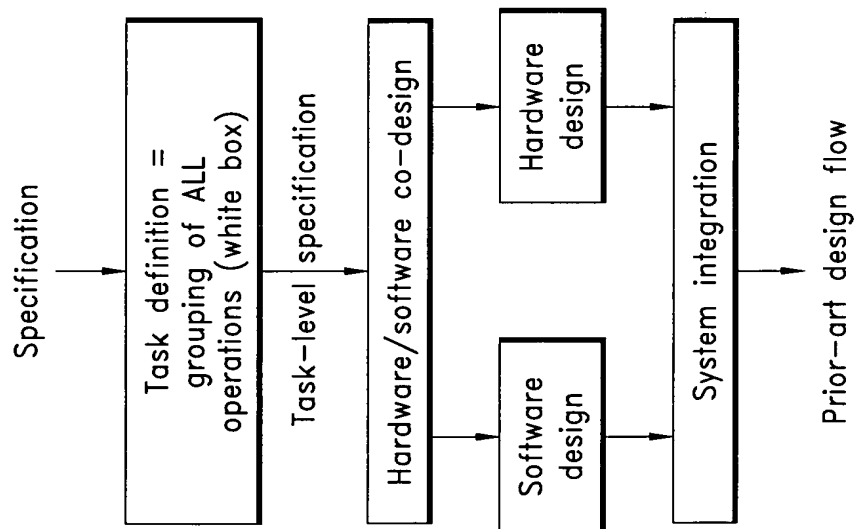 Specification
Task definition =
grouping of ALL
operations (white box)
Task-level specification
Hardware/software co-design
Software
design
Hardware
design
System integration
Prior-art design flow